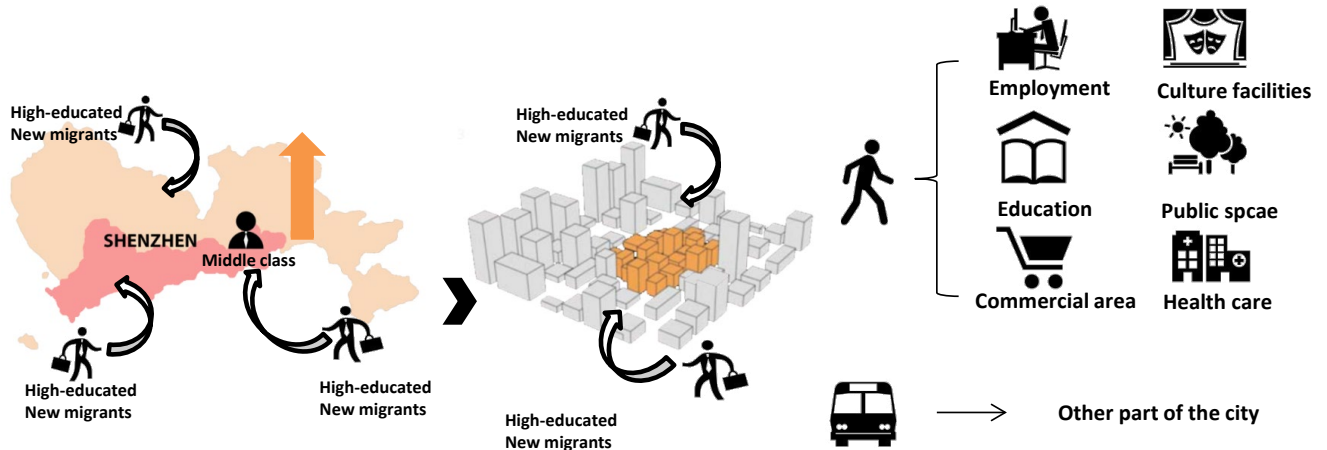 High-educated
New migrants
SHENZHEN
Middle class
High-educated
New migrants
High-educated
New migrants
High-educated
New migrants
High-educated
New migrants
Employment
Culture facilities
Education
Public spcae
Commercial area
Health care
Other part of the city